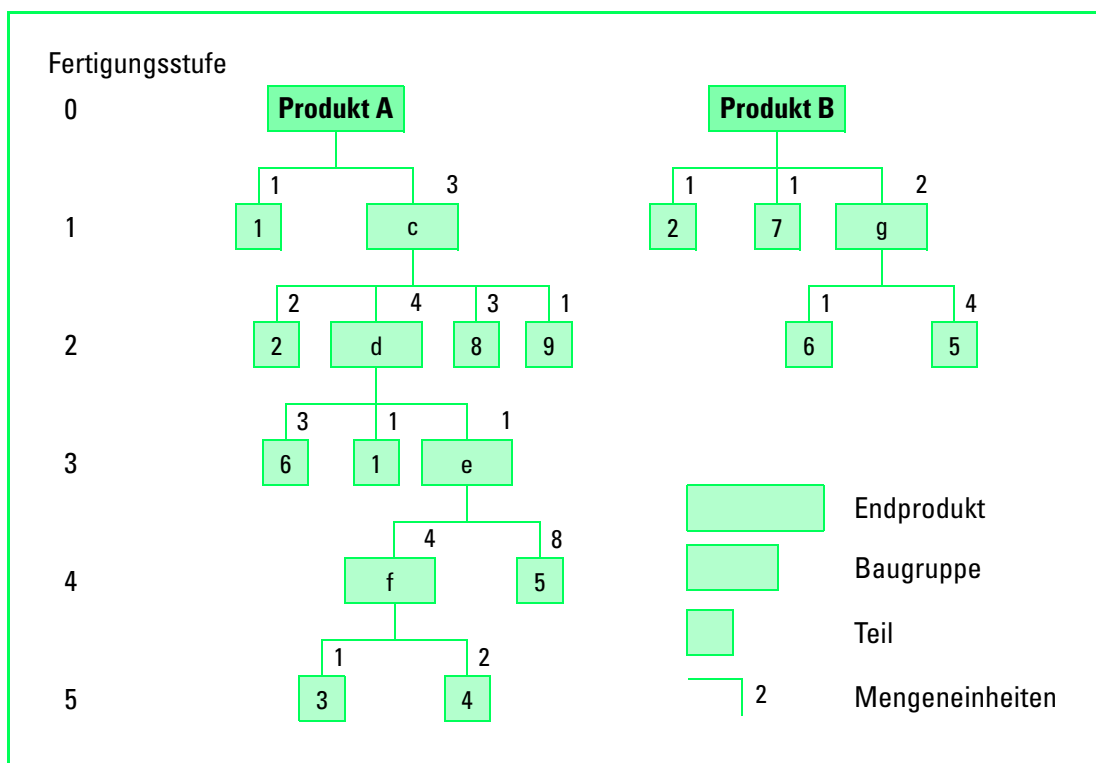 Fertigungsstufe
0 Produkt A Produkt B
1 3 1 1 2
1 1 c 2 7 g
2 4 3 1 1 4
2 2 d 8 9 6 5
3 1 1
3 6 1 e
Endprodukt
4 8
4 f 5 Baugruppe
Teil
1 2
5 3 4 2 Mengeneinheiten